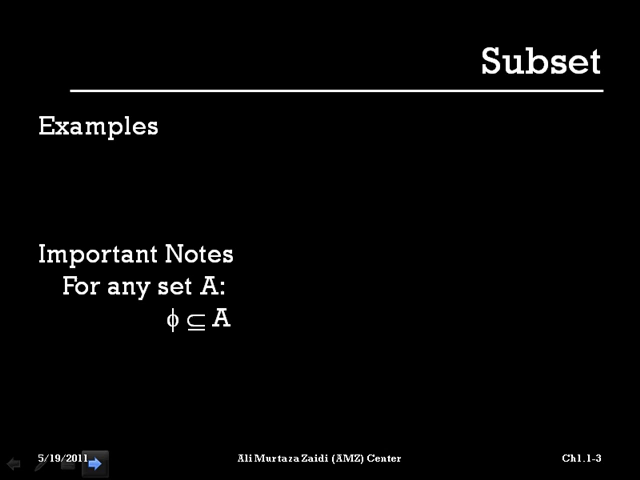 Subset
Examples
Important Notes
For any set A:
ϕ ⊆ A
5/19/2011
Ali Murtaza Zaidi (AMZ) Center
Ch1.1-3